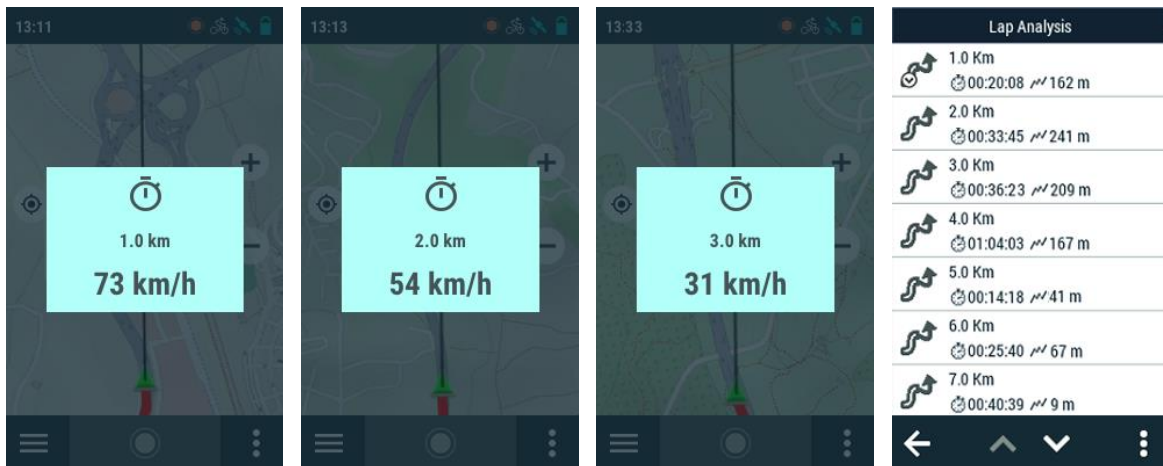 13:11
1.0 km
73 km/h
13:13
2.0 km
54 km/h
13:33
3.0 km
31 km/h
Lap Analysis
1.0 Km
00:20:08 162 m
2.0 Km
00:33:45 241 m
3.0 Km
00:36:23 209 m
4.0 Km
01:04:03 167 m
5.0 Km
00:14:18 41 m
6.0 Km
00:25:40 67 m
7.0 Km
00:40:39 9 m